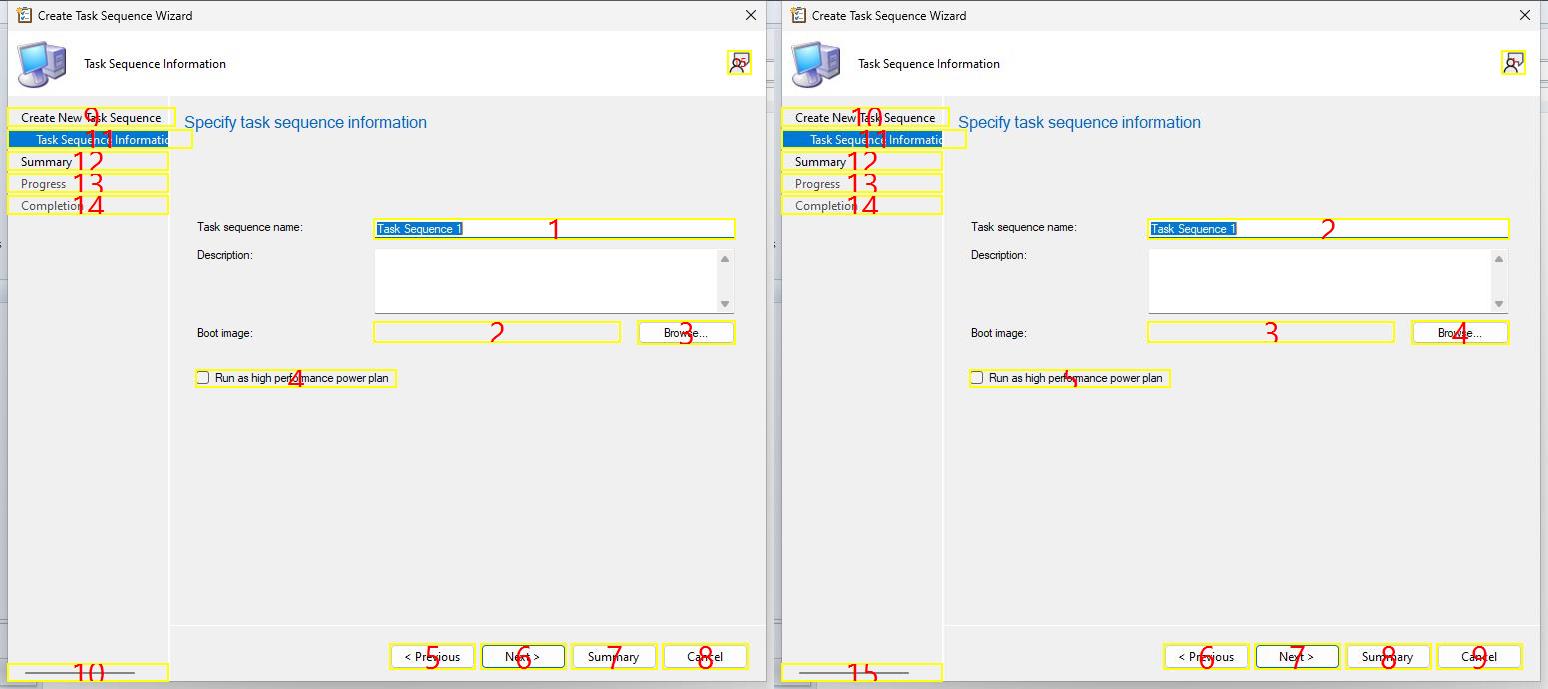 Create Task Sequence Wizard
Task Sequence Information
Create New Task Sequence
9
Task Sequence Informatio
11
Summary
12
Progress
13
Completion
14
10
Specify task sequence information
Task sequence name:
Task Sequence 1
1
Description:
Boot image:
2
Browse...
3
Run as high performance power plan
4
< Previous
5
Next >
6
Summary
7
Cancel
8
Create Task Sequence Wizard
Task Sequence Information
Create New Task Sequence
10
Task Sequence Informatio
11
Summary
12
Progress
13
Completion
14
15
Specify task sequence information
Task sequence name:
Task Sequence 1
2
Description:
Boot image:
3
Browse...
4
Run as high performance power plan
5
< Previous
6
Next >
7
Summary
8
Cancel
9